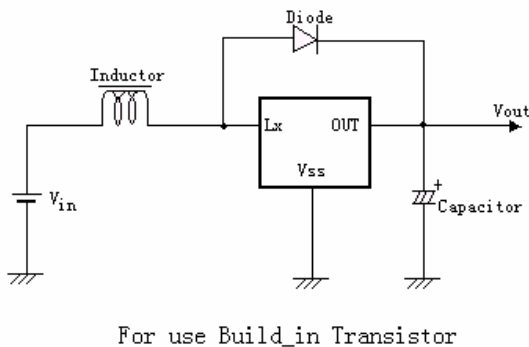 Diode
Inductor
Vout
Lx
OUT
Vss
Vin
+
Capacitor
For use Build_in Transistor